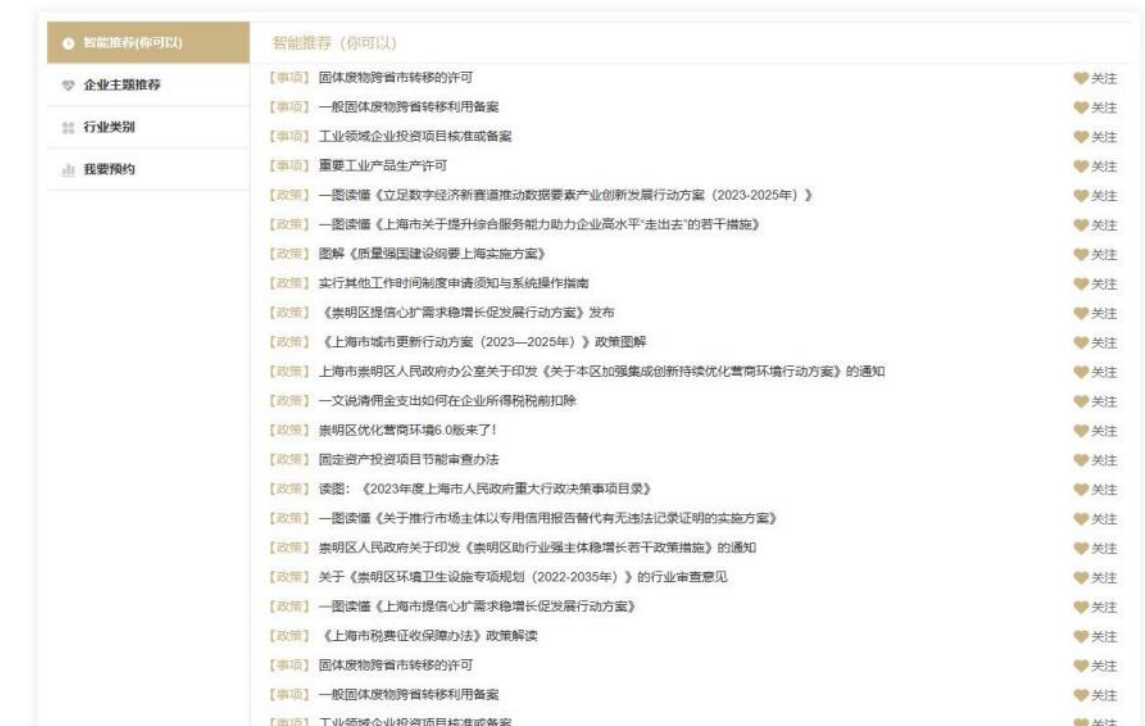 智能推荐(你可以)
企业主题推荐
行业类别
我要预约
智能推荐（你可以）
【事项】 固体废物跨省市转移的许可 关注
【事项】 一般固体废物跨省转移利用备案 关注
【事项】 工业领域企业投资项目核准或备案 关注
【事项】 重要工业产品生产许可 关注
【政策】 一图读懂《立足数字经济新赛道推动数据要素产业创新发展行动方案（2023-2025年）》 关注
【政策】 一图读懂《上海市关于提升综合服务能力助力企业高水平“走出去”的若干措施》 关注
【政策】 图解《质量强国建设纲要上海实施方案》 关注
【政策】 实行其他工作时间制度申请须知与系统操作指南 关注
【政策】 《崇明区提信心扩需求稳增长促发展行动方案》发布 关注
【政策】 《上海市城市更新行动方案（2023—2025年）》政策图解 关注
【政策】 上海市崇明区人民政府办公室关于印发《关于本区加强集成创新持续优化营商环境行动方案》的通知 关注
【政策】 一文说清佣金支出如何在企业所得税税前扣除 关注
【政策】 崇明区优化营商环境6.0版来了! 关注
【政策】 固定资产投资项目节能审查办法 关注
【政策】 读图：《2023年度上海市人民政府重大行政决策事项目录》 关注
【政策】 一图读懂《关于推行市场主体以专用信用报告替代有无违法记录证明的实施方案》 关注
【政策】 崇明区人民政府关于印发《崇明区助行业强主体稳增长若干政策措施》的通知 关注
【政策】 关于《崇明区环境卫生设施专项规划（2022-2035年）》的行业审查意见 关注
【政策】 一图读懂《上海市提信心扩需求稳增长促发展行动方案》 关注
【政策】 《上海市税费征收保障办法》政策解读 关注
【事项】 固体废物跨省市转移的许可 关注
【事项】 一般固体废物跨省转移利用备案 关注
【事项】 工业领域企业投资项目核准或备案 关注